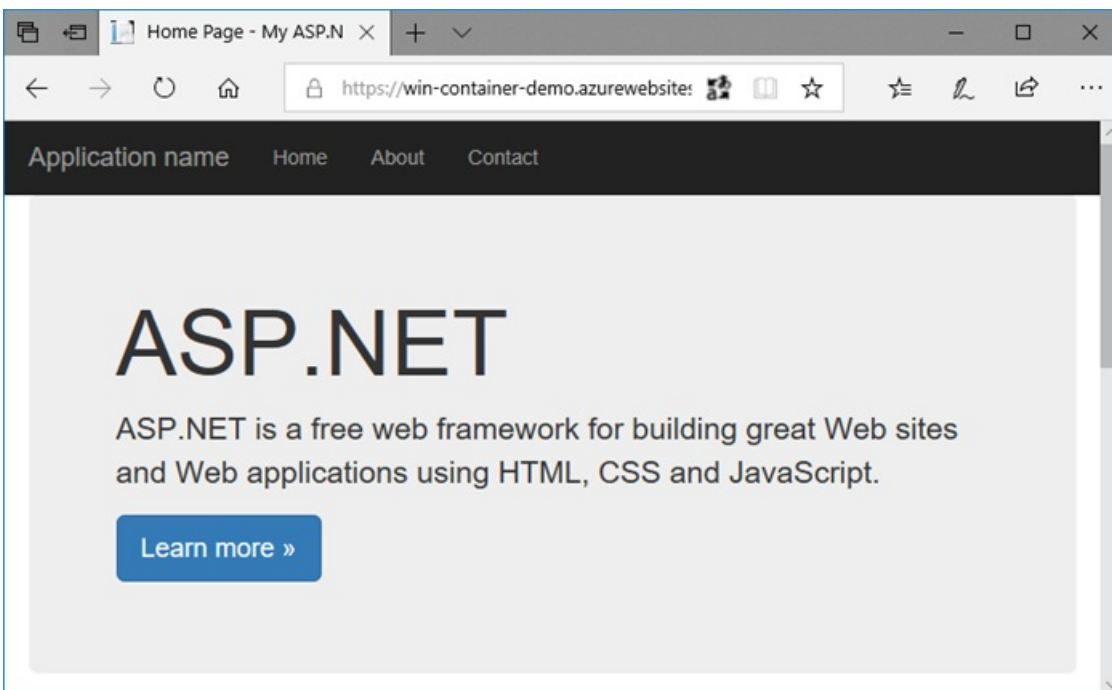 Home Page - My ASP.N
https://win-container-demo.azurewebsites
Application name Home About Contact
ASP.NET
ASP.NET is a free web framework for building great Web sites
and Web applications using HTML, CSS and JavaScript.
Learn more »